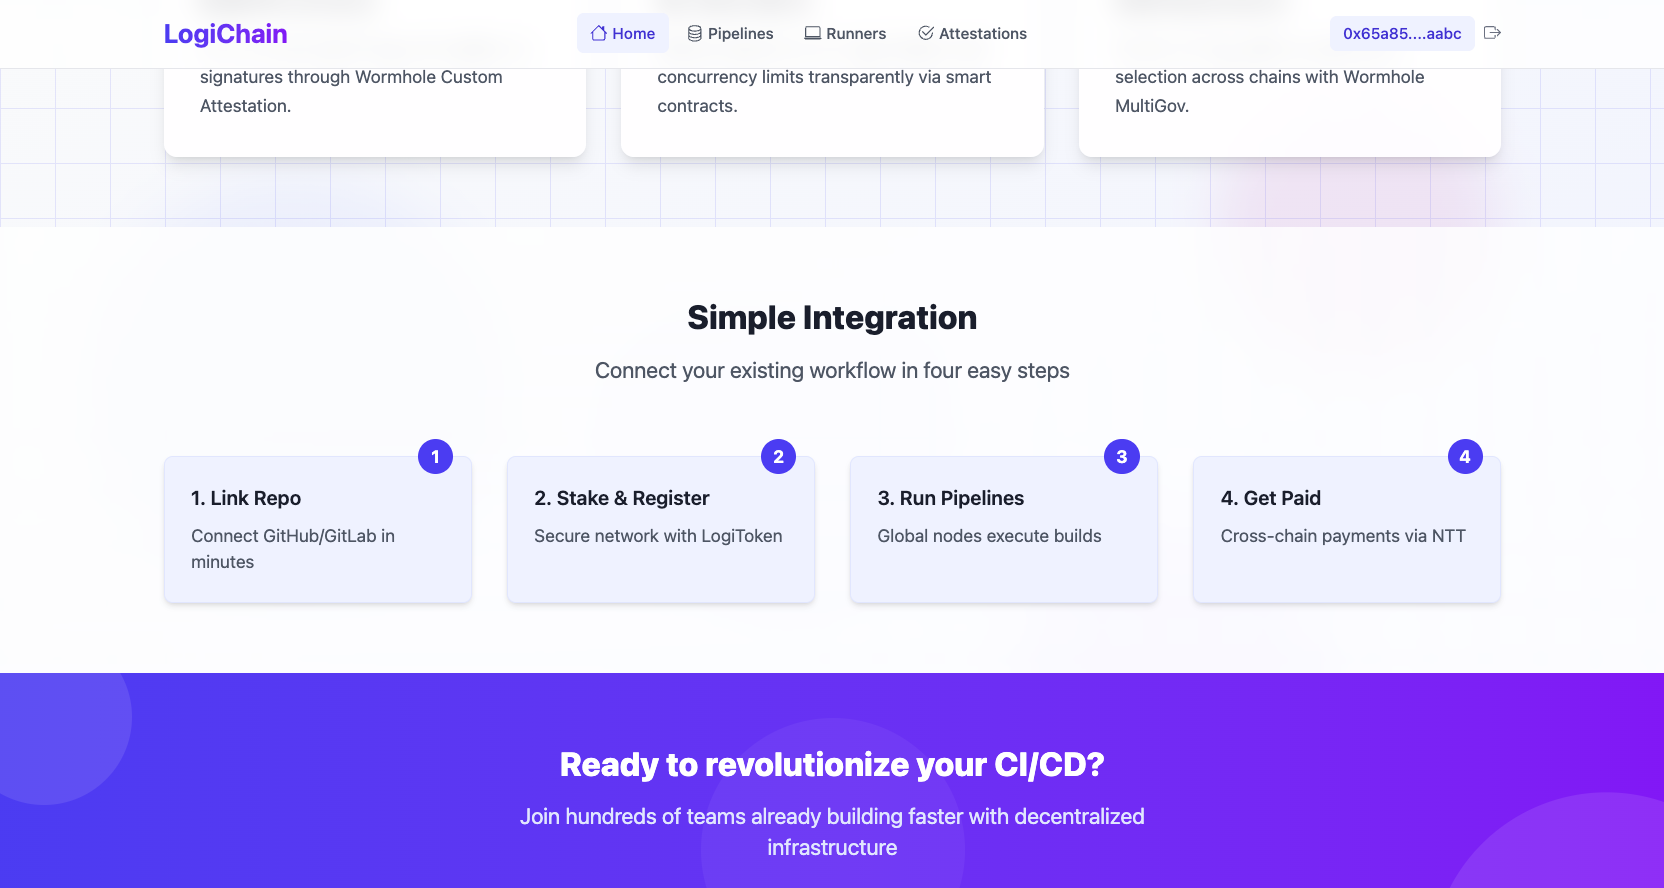 LogiChain
Home
Pipelines
Runners
Attestations
0x65a85....aabc
signatures through Wormhole Custom
Attestation.
concurrency limits transparently via smart
contracts.
selection across chains with Wormhole
MultiGov.
Simple Integration
Connect your existing workflow in four easy steps
1
1. Link Repo
Connect GitHub/GitLab in
minutes
2
2. Stake & Register
Secure network with LogiToken
3
3. Run Pipelines
Global nodes execute builds
4
4. Get Paid
Cross-chain payments via NTT
Ready to revolutionize your CI/CD?
Join hundreds of teams already building faster with decentralized
infrastructure